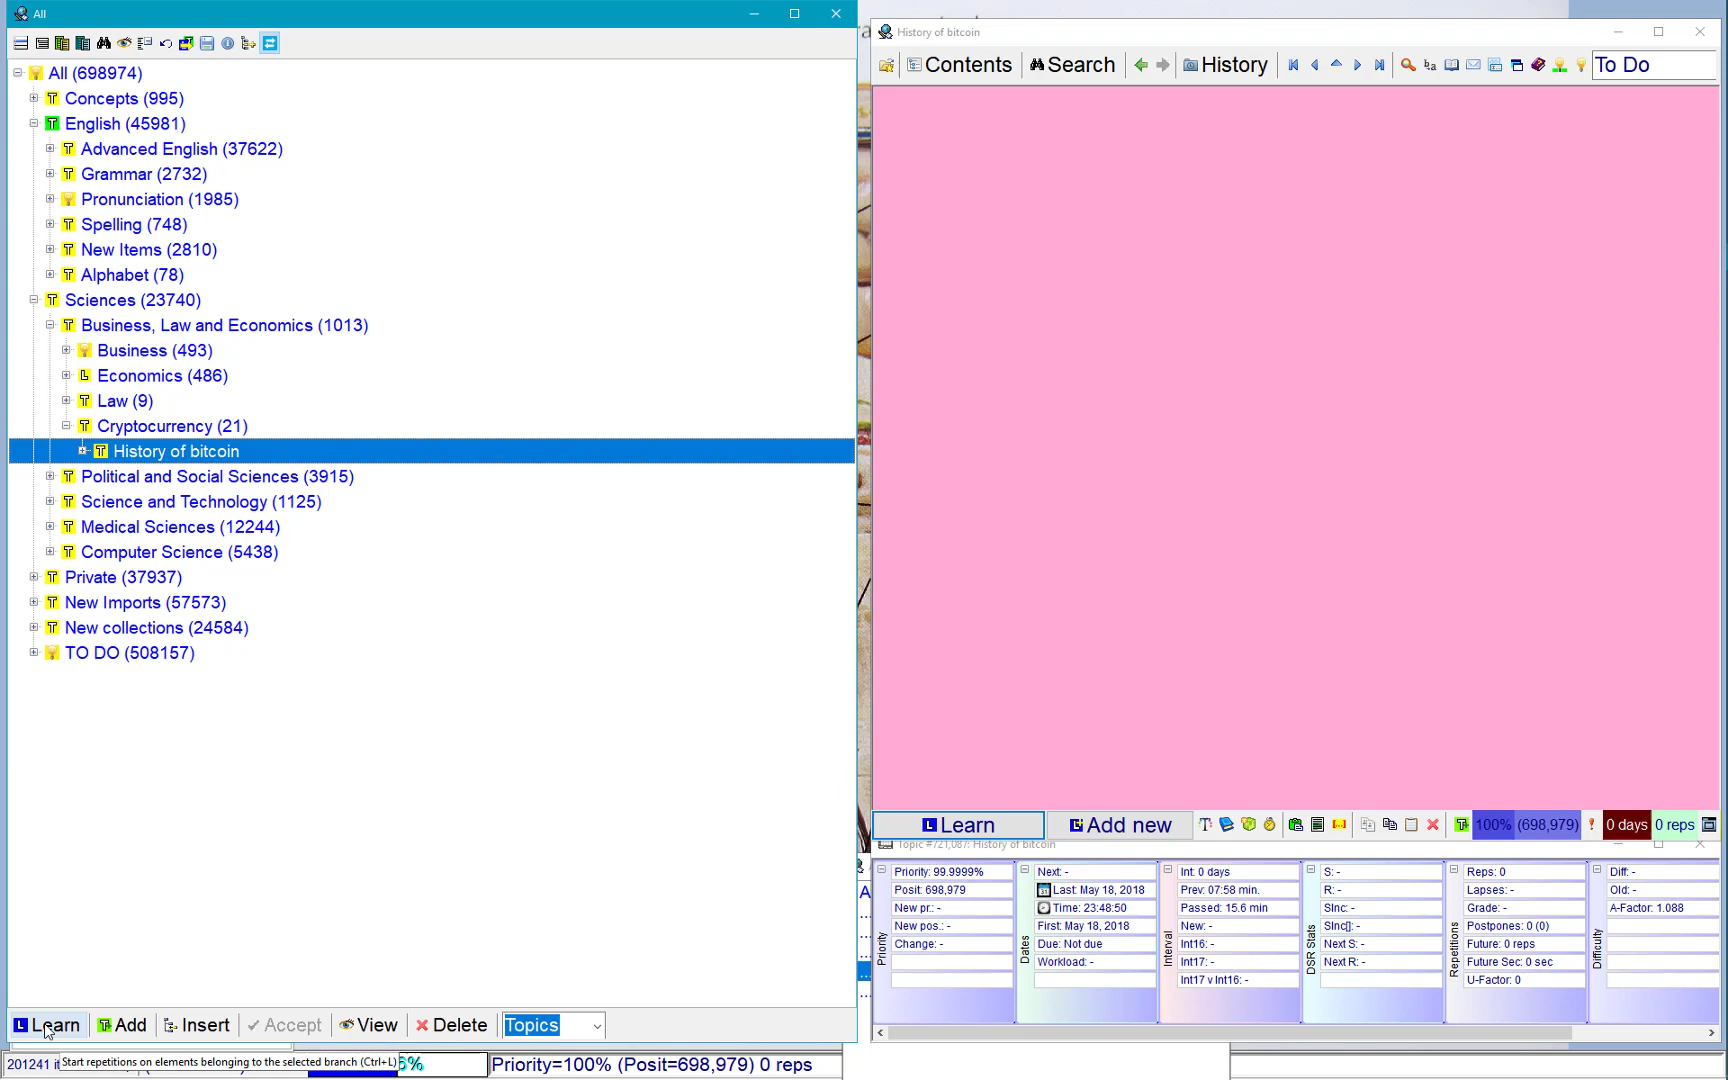 All
All (698974)
Concepts (995)
English (45981)
Advanced English (37622)
Grammar (2732)
Pronunciation (1985)
Spelling (748)
New Items (2810)
Alphabet (78)
Sciences (23740)
Business, Law and Economics (1013)
Business (493)
Economics (486)
Law (9)
Cryptocurrency (21)
History of bitcoin
Political and Social Sciences (3915)
Science and Technology (1125)
Medical Sciences (12244)
Computer Science (5438)
Private (37937)
New Imports (57573)
New collections (24584)
TO DO (508157)
Learn Add Insert Accept View Delete Topics
201241 Start repetitions on elements belonging to the selected branch (Ctrl+L) Priority=100% (Posit=698,979) 0 reps
History of bitcoin
Contents Search History To Do
Learn Add new 100% (698,979) 0 days 0 reps
Topic #721,087: History of bitcoin
Priority
Priority: 99.9999%
Posit: 698,979
New pr.: -
New pos.: -
Change: -
Dates
Next: -
Last: May 18, 2018
Time: 23:48:50
First: May 18, 2018
Due: Not due
Workload: -
Interval
Int: 0 days
Prev: 07:58 min.
Passed: 15.6 min
New: -
Int16: -
Int17: -
Int17 v Int16: -
DSR Stats
S: -
R: -
SInc: -
SInc[]: -
Next S: -
Next R: -
Repetitions
Reps: 0
Lapses: -
Grade: -
Postpones: 0 (0)
Future: 0 reps
Future Sec: 0 sec
U-Factor: 0
Difficulty
Diff: -
Old: -
A-Factor: 1.088